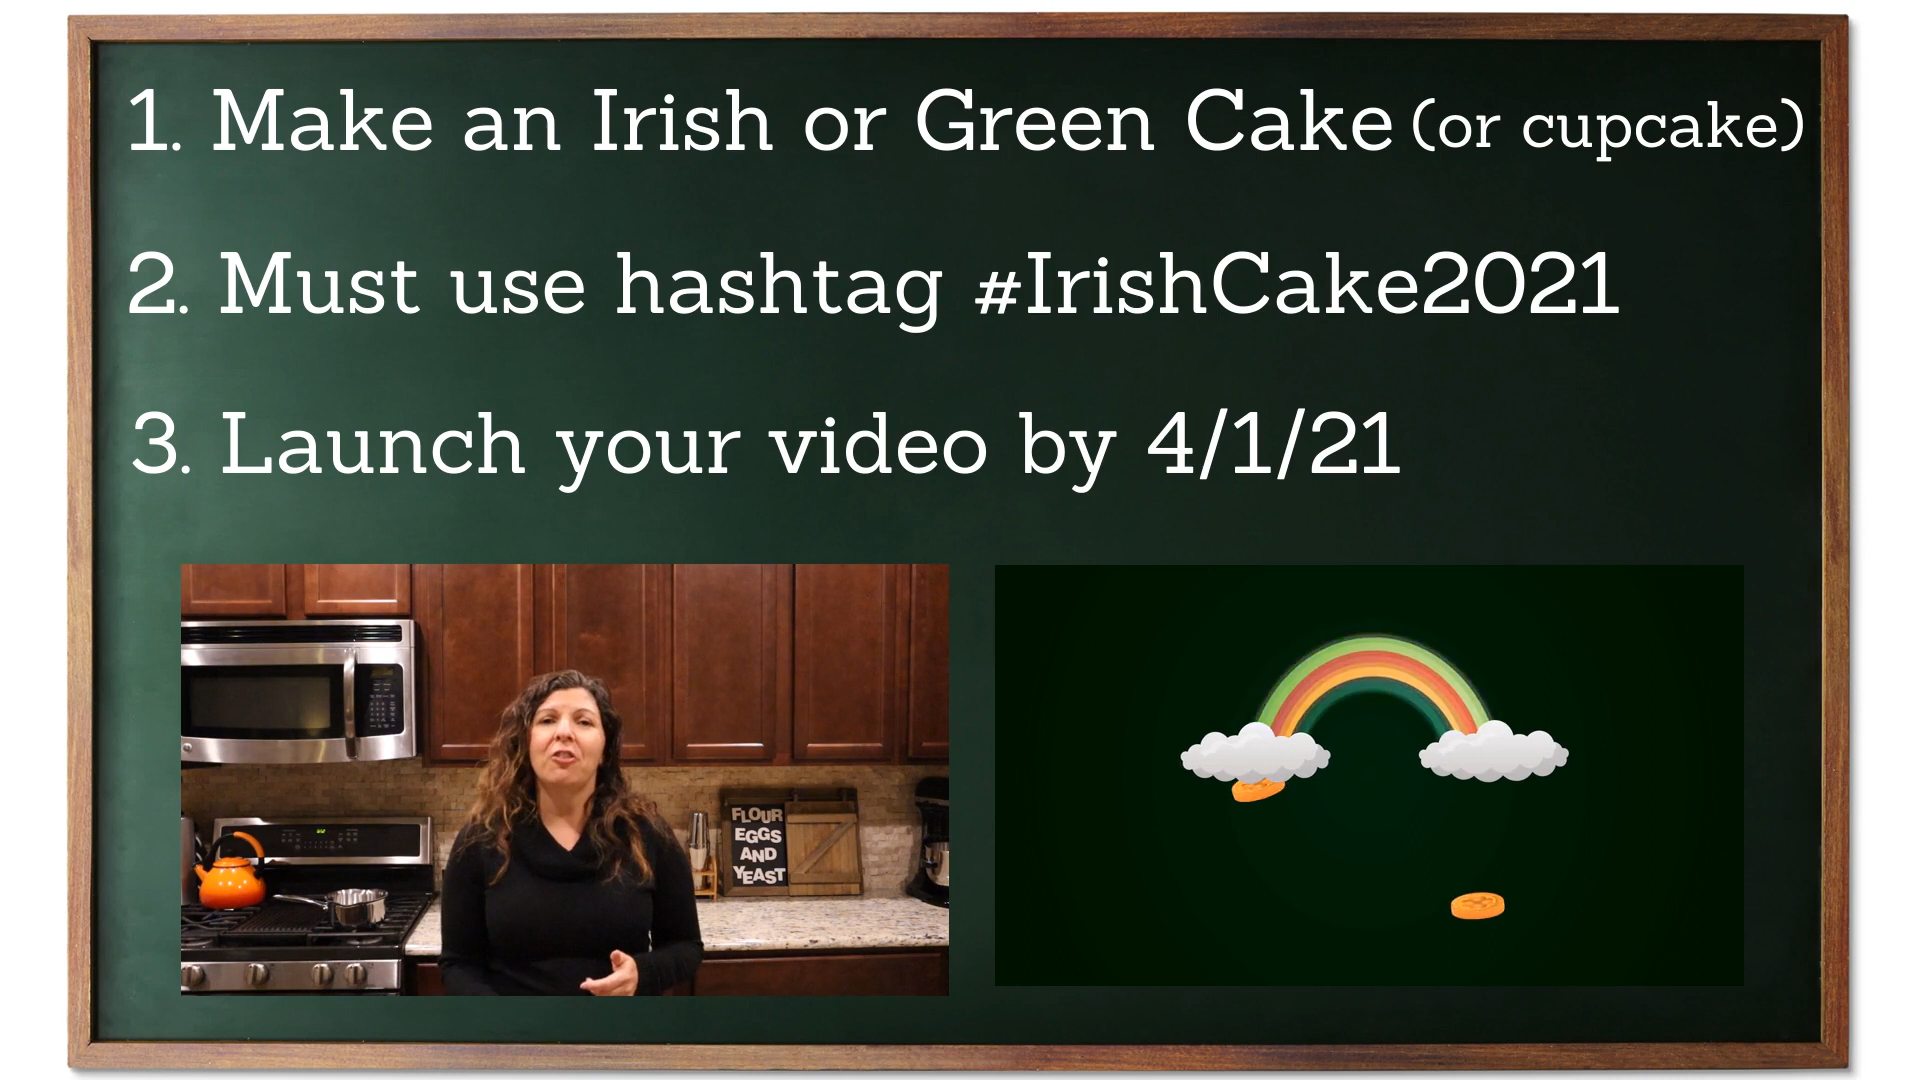 1. Make an Irish or Green Cake (or cupcake)
2. Must use hashtag #IrishCake2021
3. Launch your video by 4/1/21
FLOUR
EGGS
AND
YEAST